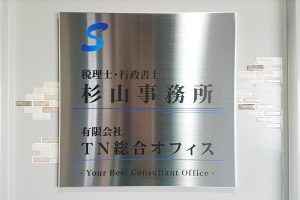 S
税理士・行政書士
杉山事務所
有限会社
TN総合オフィス
- Your Best Consultant Office -